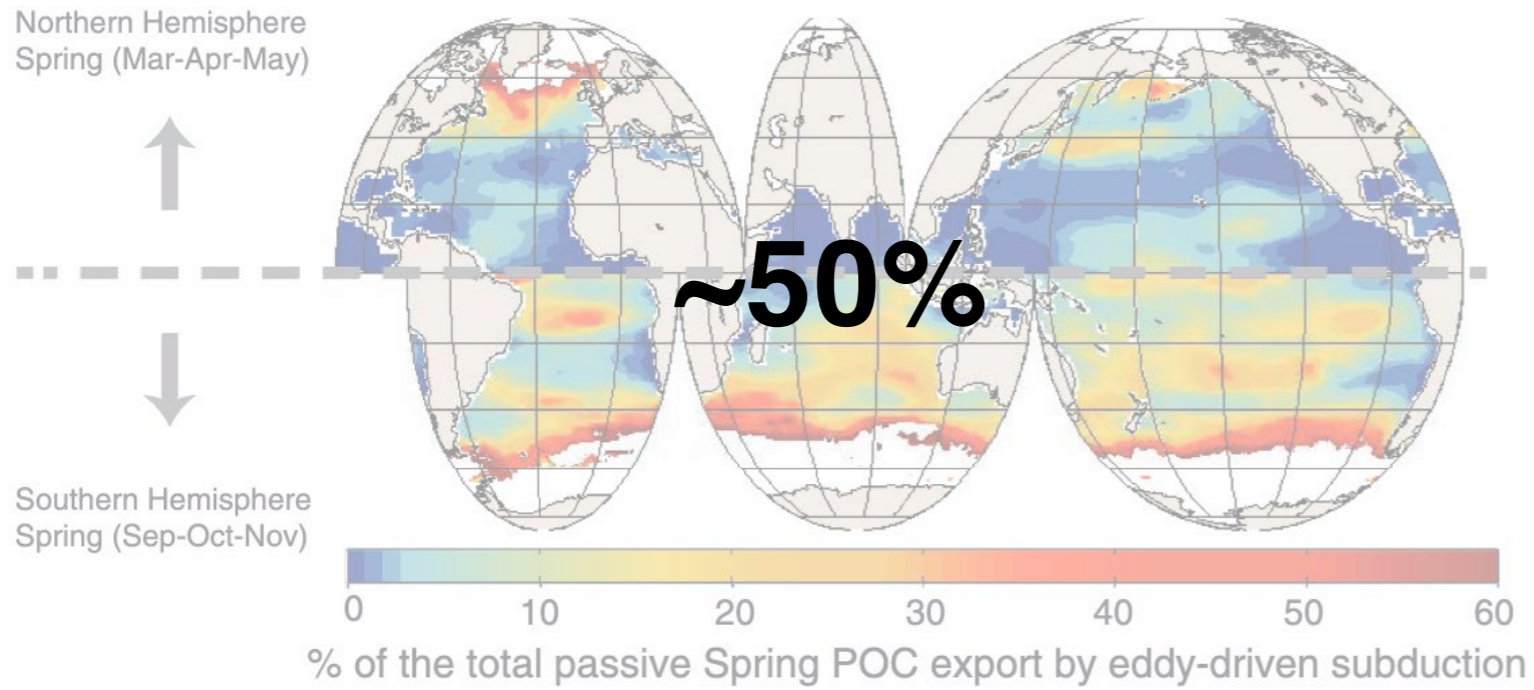 Northern Hemisphere
Spring (Mar-Apr-May)
~50%
Southern Hemisphere
Spring (Sep-Oct-Nov)
0 10 20 30 40 50 60
% of the total passive Spring POC export by eddy-driven subduction